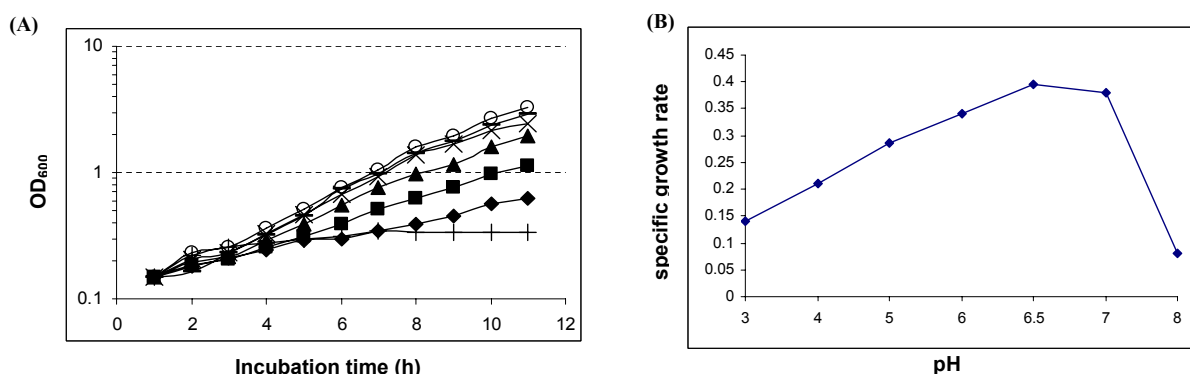 (A)
10
1
0.1
OD600
0 2 4 6 8 10 12
Incubation time (h)
(B)
0.45
0.4
0.35
0.3
0.25
0.2
0.15
0.1
0.05
0
specific growth rate
3 4 5 6 6.5 7 8
pH